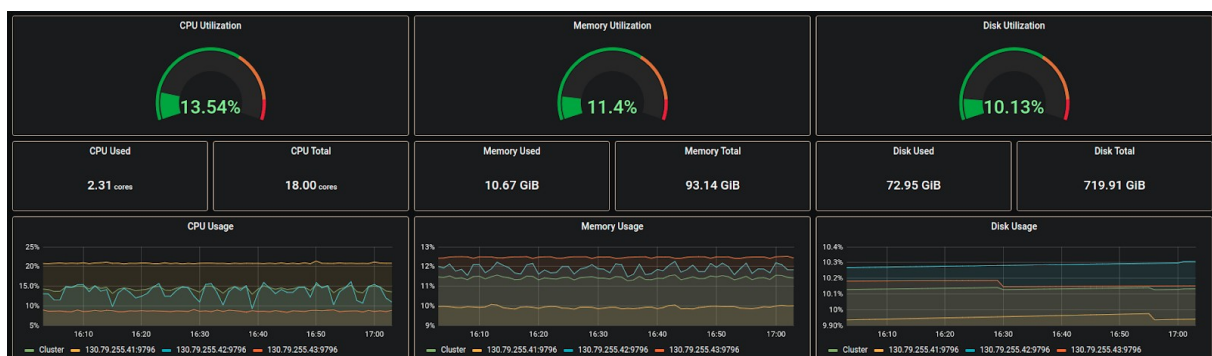 CPU Utilization
13.54%
Memory Utilization
11.4%
Disk Utilization
10.13%
CPU Used
2.31 cores
CPU Total
18.00 cores
Memory Used
10.67 GiB
Memory Total
93.14 GiB
Disk Used
72.95 GiB
Disk Total
719.91 GiB
CPU Usage
25%
20%
15.0%
10%
5%
16:10 16:20 16:30 16:40 16:50 17:00
Cluster 130.79.255.41:9796 130.79.255.42:9796 130.79.255.43:9796
Memory Usage
13%
12%
11%
10%
9%
16:10 16:20 16:30 16:40 16:50 17:00
Cluster 130.79.255.41:9796 130.79.255.42:9796 130.79.255.43:9796
Disk Usage
10.4%
10.3%
10.2%
10.1%
10%
9.90%
16:10 16:20 16:30 16:40 16:50 17:00
Cluster 130.79.255.41:9796 130.79.255.42:9796 130.79.255.43:9796